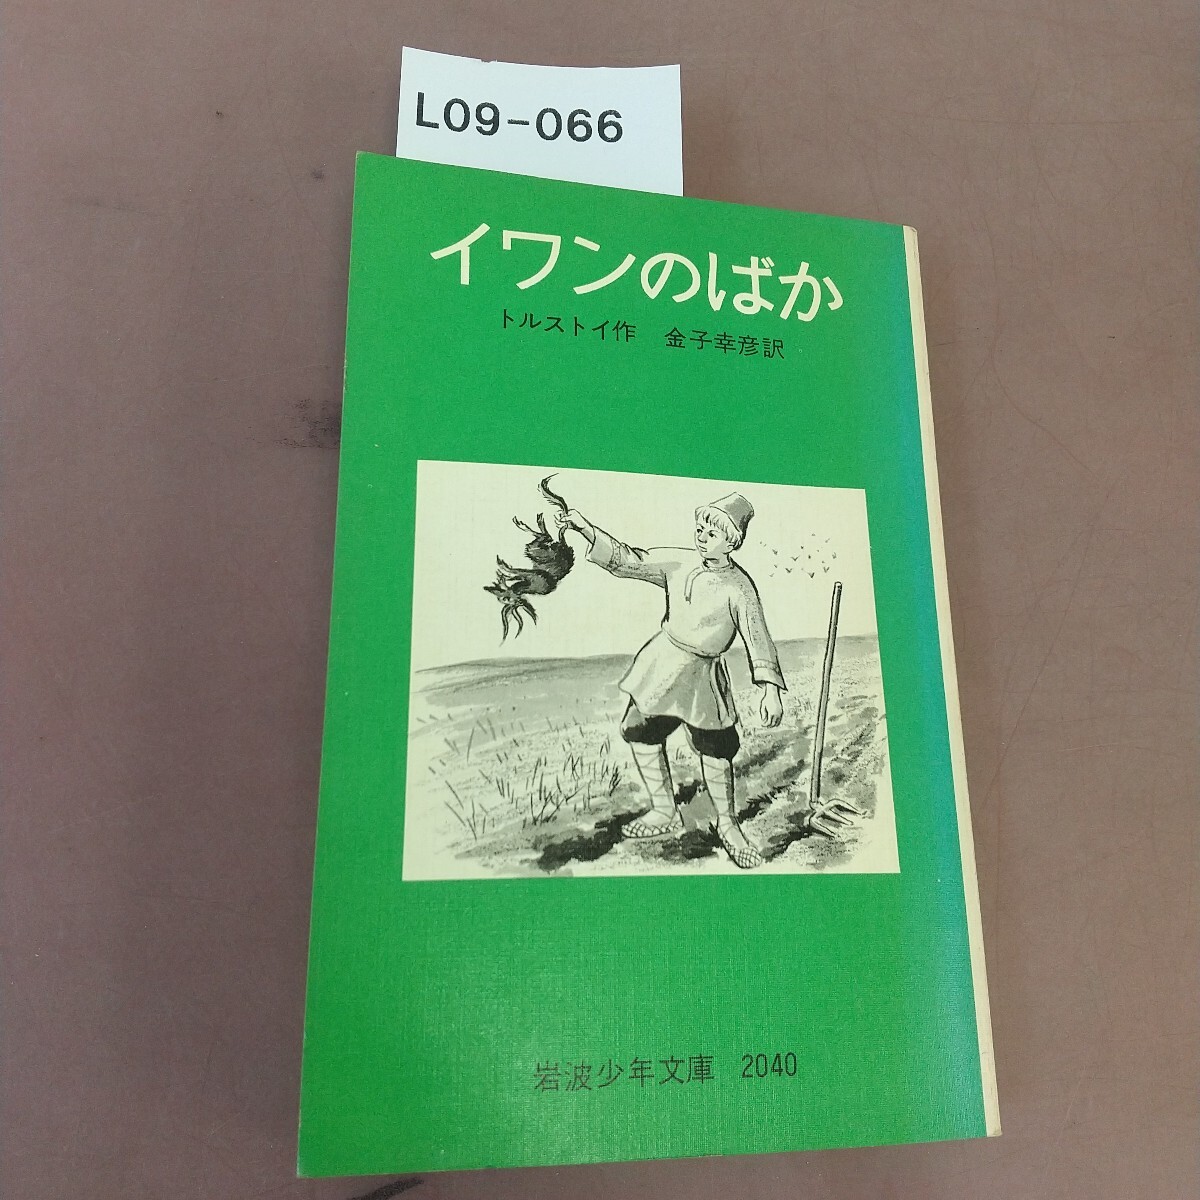 L09-066
イワンのばか
トルストイ作 金子幸彦訳
岩波少年文庫 2040